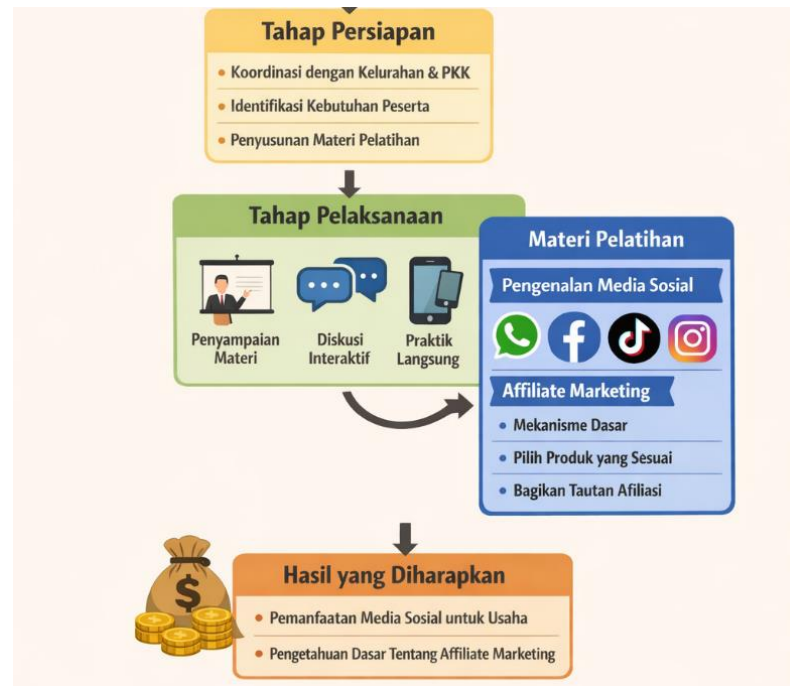 Tahap Persiapan
• Koordinasi dengan Kelurahan & PKK
• Identifikasi Kebutuhan Peserta
• Penyusunan Materi Pelatihan
Tahap Pelaksanaan
Penyampaian
Materi
Diskusi
Interaktif
Praktik
Langsung
Materi Pelatihan
Pengenalan Media Sosial
Affiliate Marketing
• Mekanisme Dasar
• Pilih Produk yang Sesuai
• Bagikan Tautan Afiliasi
$
Hasil yang Diharapkan
• Pemanfaatan Media Sosial untuk Usaha
• Pengetahuan Dasar Tentang Affiliate Marketing